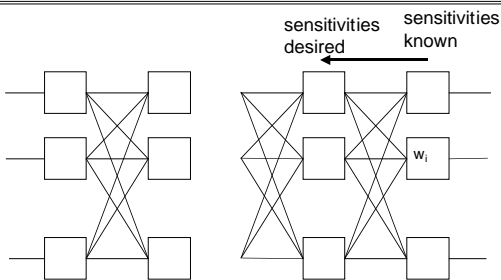 sensitivities
desired
sensitivities
known
wᵢ